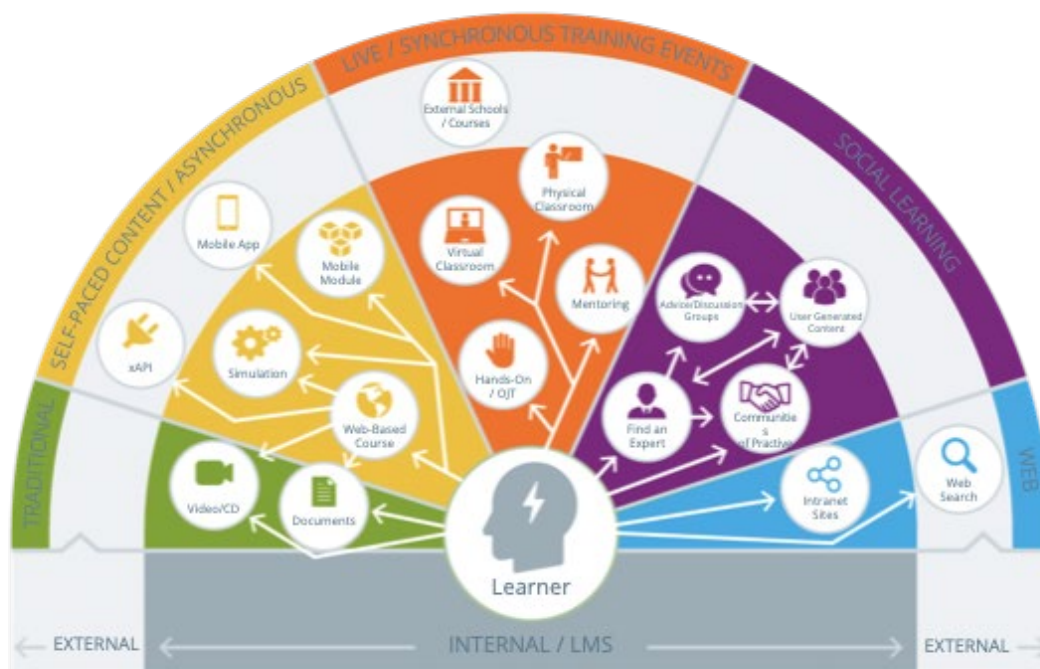 LIVE / SYNCHRONOUS TRAINING EVENTS
SELF-PACED CONTENT / ASYNCHRONOUS
SOCIAL LEARNING
TRADITIONAL
WEB
External Schools
/ Courses
Physical
Classroom
Virtual
Classroom
Mentoring
Hands-On
/ OJT
Mobile App
Mobile
Module
xAPI
Simulation
Web-Based
Course
Video/CD
Documents
Advice/Discussion
Groups
User Generated
Content
Find an
Expert
Communitie
s
of Practive
Intranet
Sites
Web
Search
Learner
EXTERNAL
INTERNAL / LMS
EXTERNAL